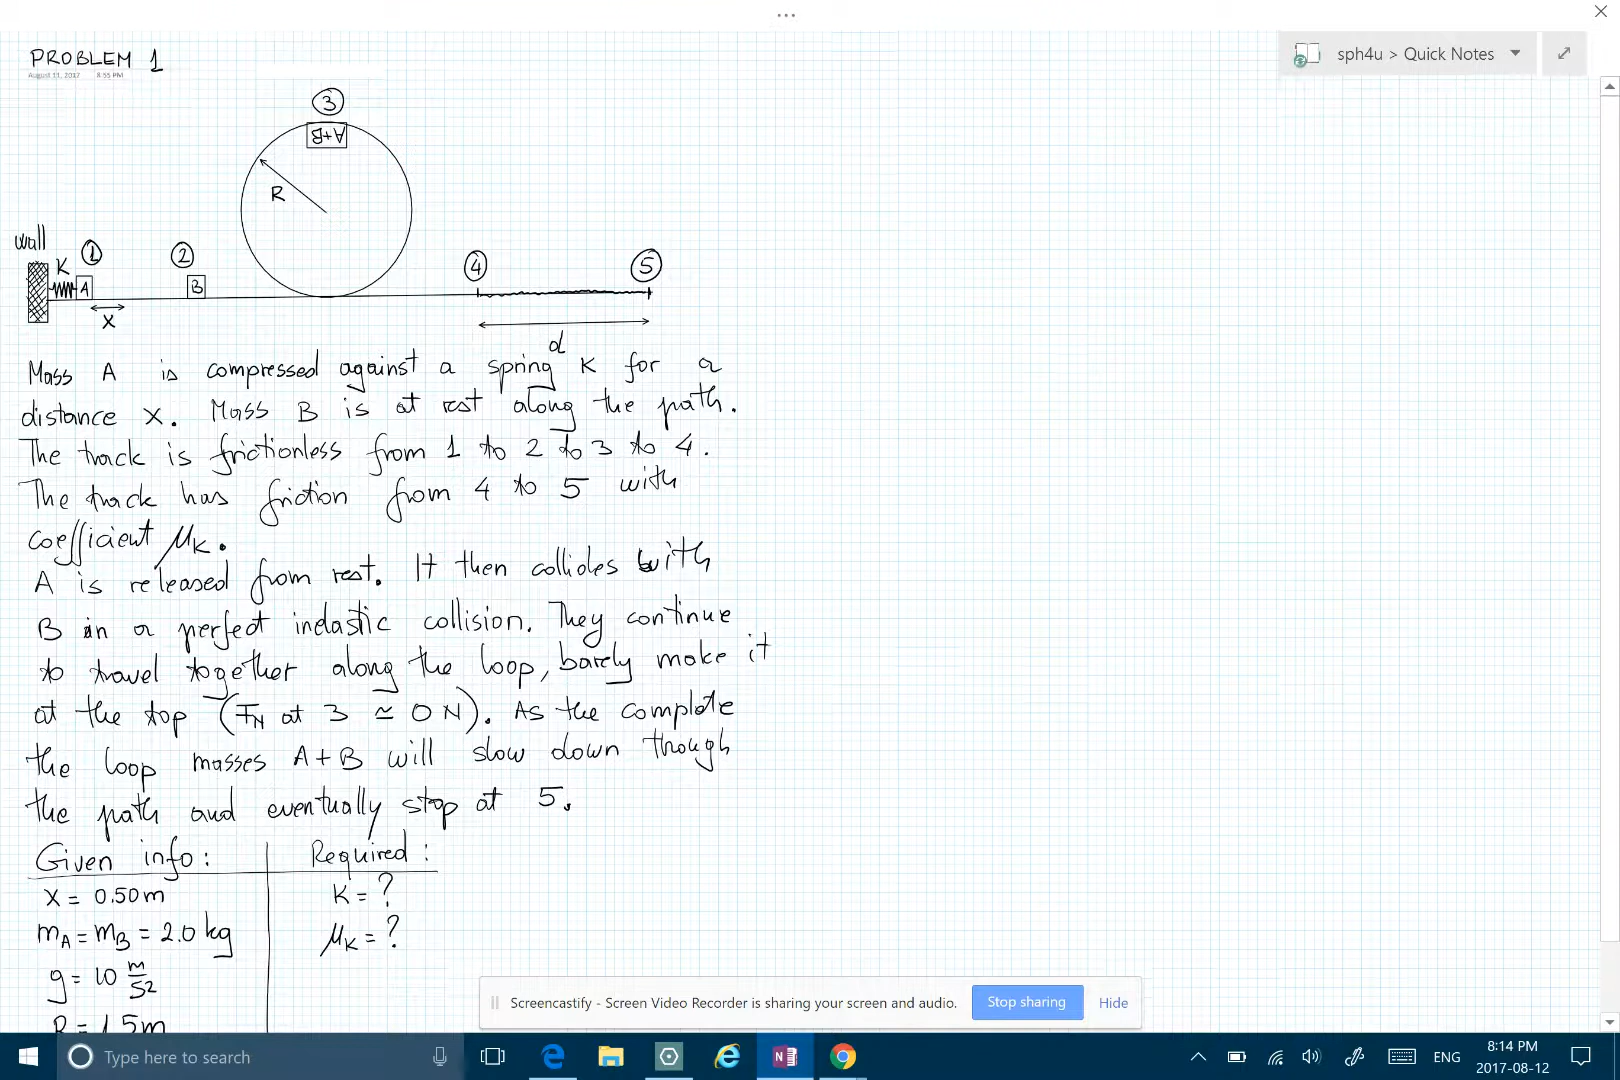 ...
sph4u > Quick Notes
PROBLEM 1
August 11, 2017 8:55 PM
3
A+B
R
wall
K
1
2
A
B
4
5
X
d
Mass A is compressed against a spring K for a
distance X. Mass B is at rest along the path.
The track is frictionless from 1 to 2 to 3 to 4.
The track has friction from 4 to 5 with
coefficient μK.
A is released from rest. It then collides with
B in a perfect inelastic collision. They continue
to travel together along the loop, barely make it
at the top (FN at 3 ≃ 0 N). As the complete
the loop masses A+B will slow down though
the path and eventually stop at 5.
Given info: Required:
X = 0.50m K = ?
mA = mB = 2.0 kg μK = ?
g = 10 m/s2
R = 1.5m
Screencastify - Screen Video Recorder is sharing your screen and audio. Stop sharing Hide
Type here to search
ENG
8:14 PM
2017-08-12